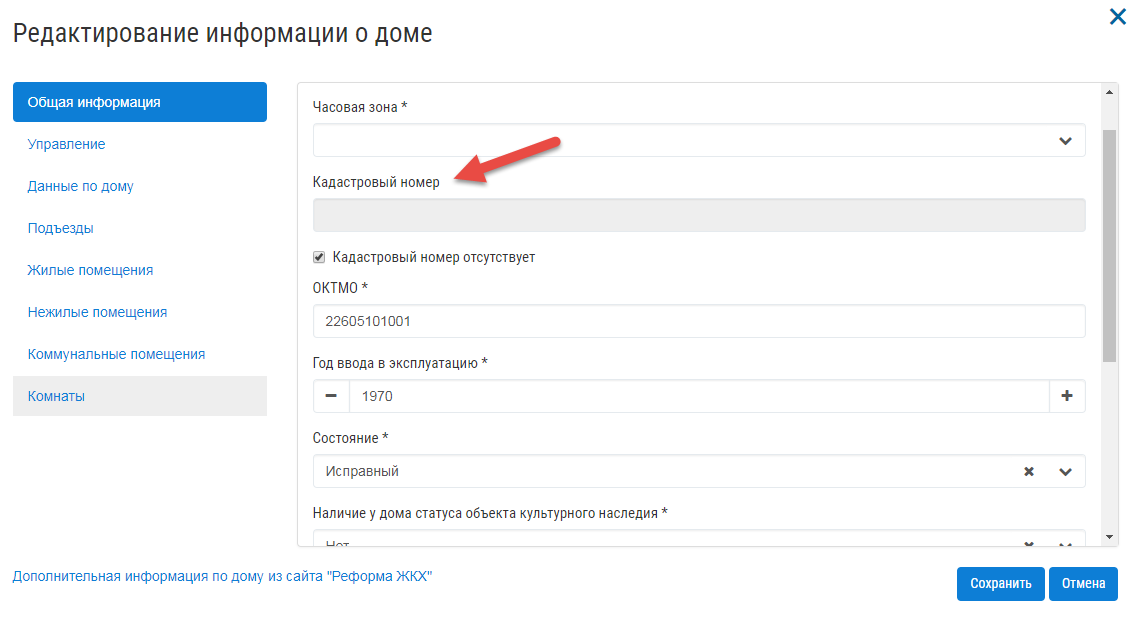 Редактирование информации о доме
Общая информация
Управление
Данные по дому
Подъезды
Жилые помещения
Нежилые помещения
Коммунальные помещения
Комнаты
Часовая зона *
Кадастровый номер
Кадастровый номер отсутствует
ОКТМО *
22605101001
Год ввода в эксплуатацию *
1970
Состояние *
Исправный
Наличие у дома статуса объекта культурного наследия *
Нет
Дополнительная информация по дому из сайта "Реформа ЖКХ"
Сохранить
Отмена